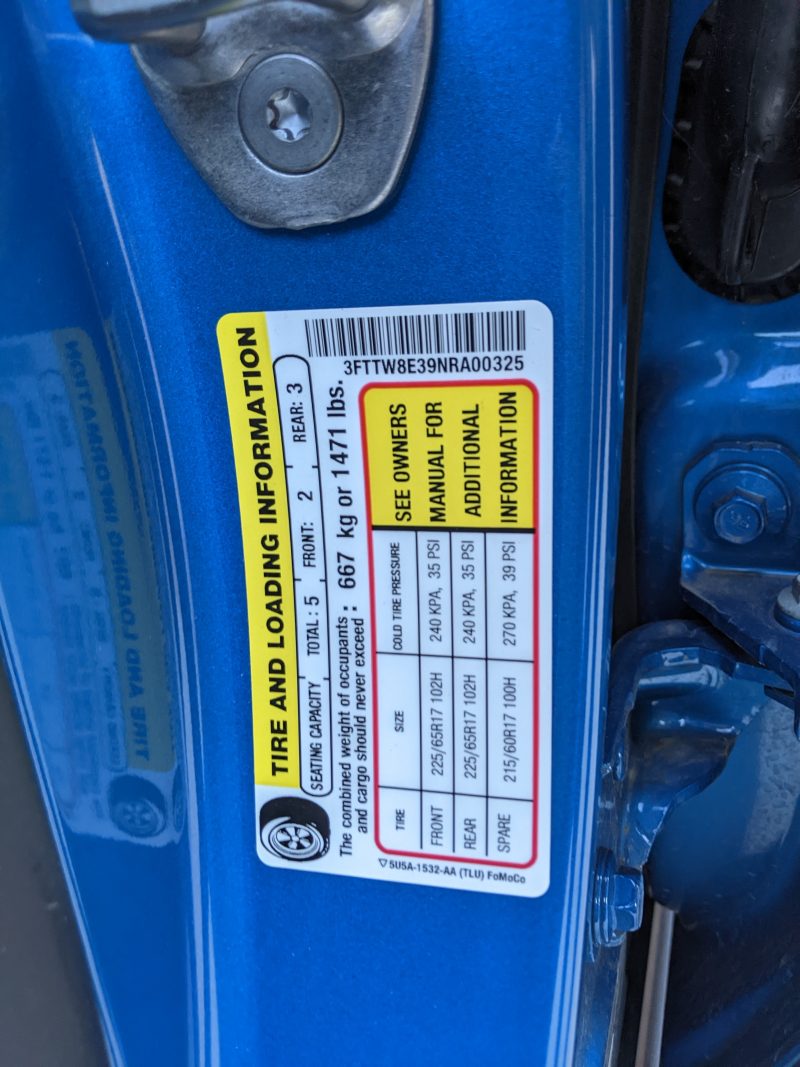 TIRE AND LOADING INFORMATION
SEATING CAPACITY TOTAL: 5 FRONT: 2 REAR: 3
The combined weight of occupants and cargo should never exceed: 667 kg or 1471 lbs.
3FTTW8E39NRA00325
TIRE SIZE COLD TIRE PRESSURE
FRONT 225/65R17 102H 240 KPA, 35 PSI
REAR 225/65R17 102H 240 KPA, 35 PSI
SPARE 215/60R17 100H 270 KPA, 39 PSI
SEE OWNERS
MANUAL FOR
ADDITIONAL
INFORMATION
5U5A-1532-AA (TLU) FoMoCo